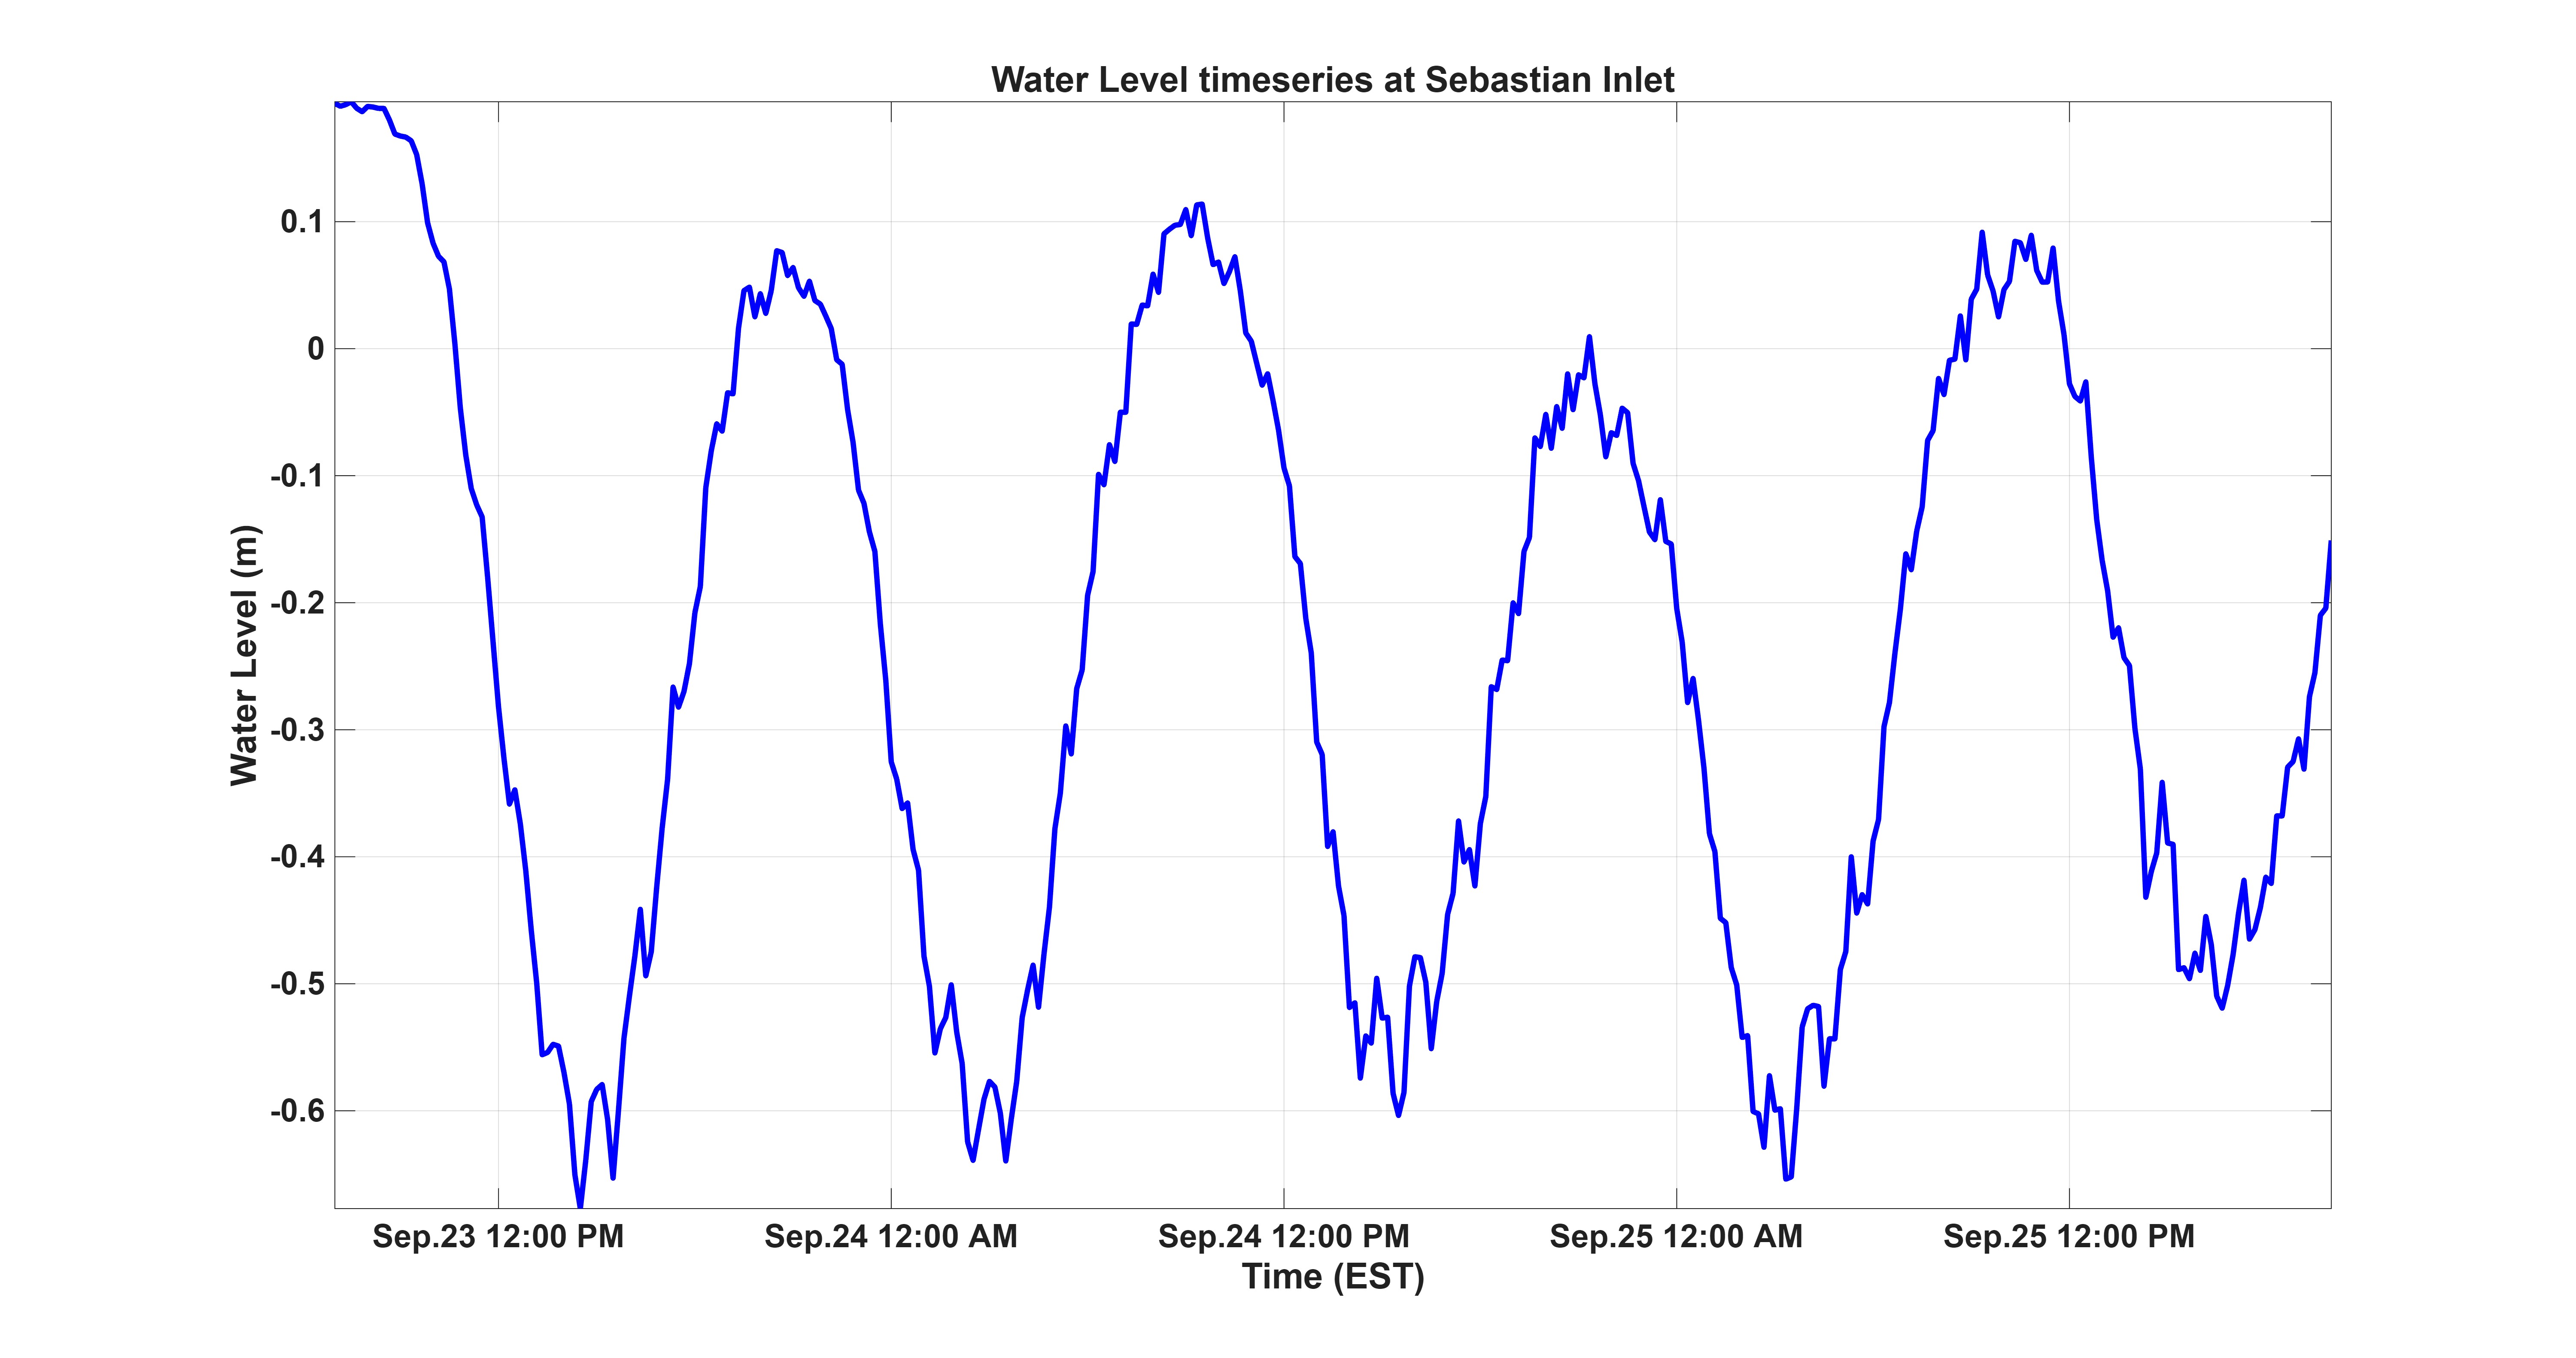 Water Level timeseries at Sebastian Inlet
0.1
0
-0.1
-0.2
-0.3
-0.4
-0.5
-0.6
Water Level (m)
Sep.23 12:00 PM
Sep.24 12:00 AM
Sep.24 12:00 PM
Sep.25 12:00 AM
Sep.25 12:00 PM
Time (EST)